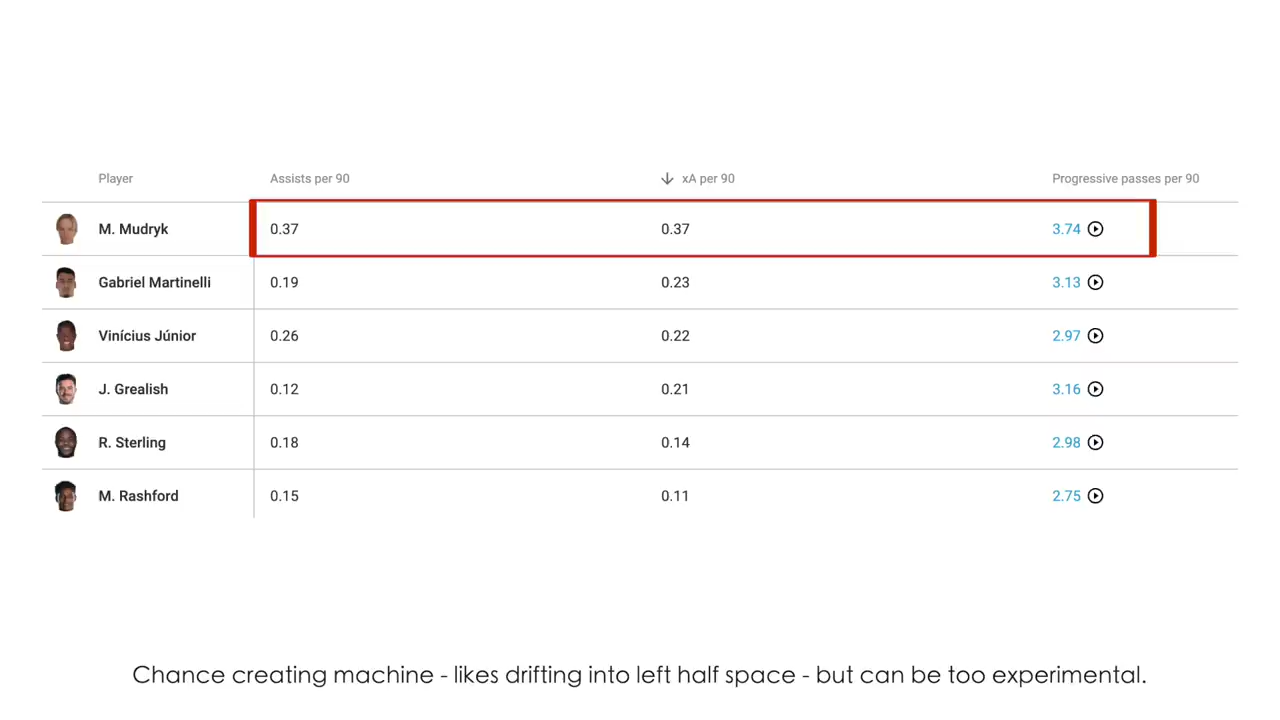 Player Assists per 90 ↓ xA per 90 Progressive passes per 90
M. Mudryk 0.37 0.37 3.74
Gabriel Martinelli 0.19 0.23 3.13
Vinícius Júnior 0.26 0.22 2.97
J. Grealish 0.12 0.21 3.16
R. Sterling 0.18 0.14 2.98
M. Rashford 0.15 0.11 2.75
Chance creating machine - likes drifting into left half space - but can be too experimental.